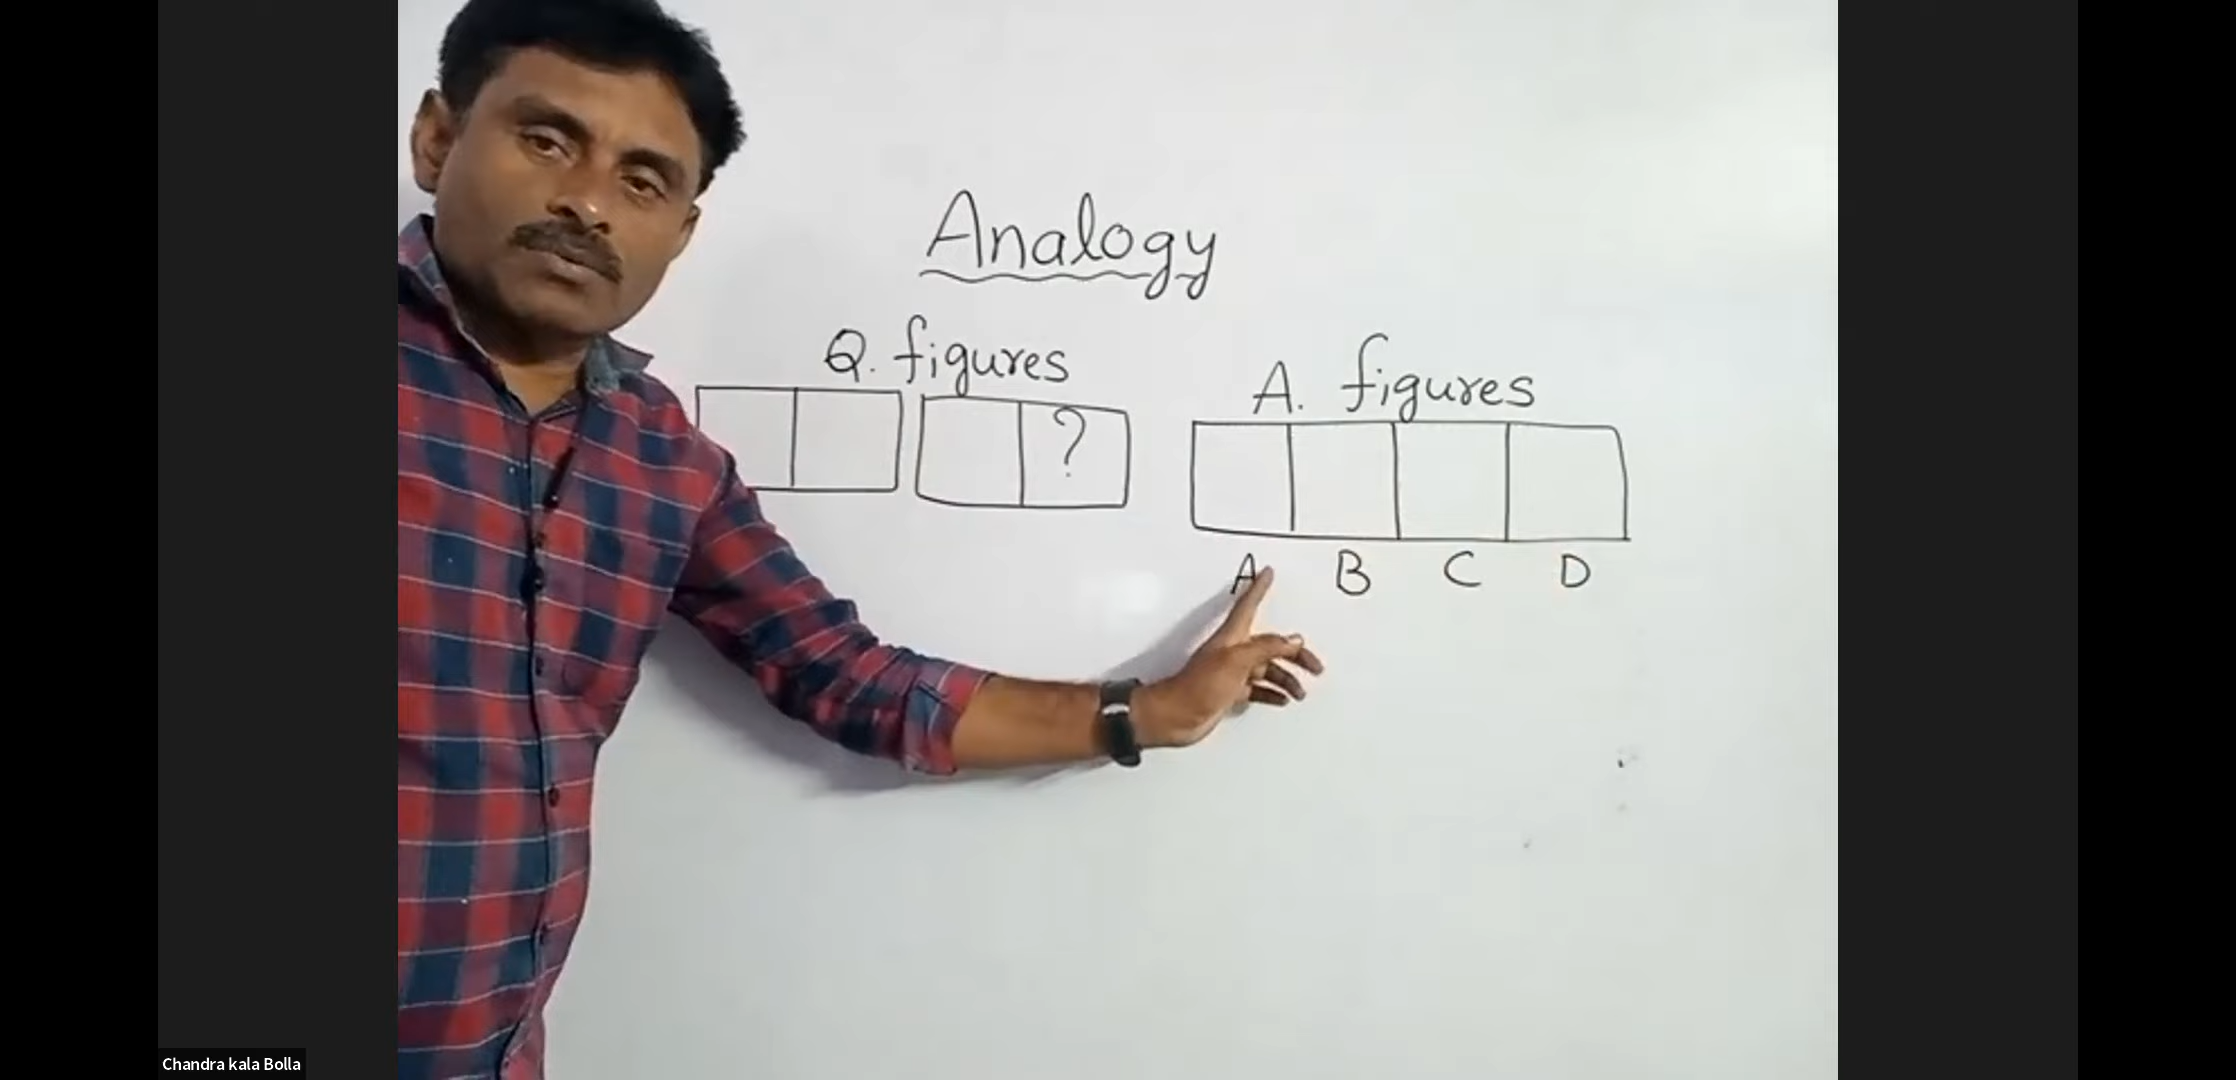 Analogy
Q. figures
A. figures
?
A B C D
Chandra kala Bolla